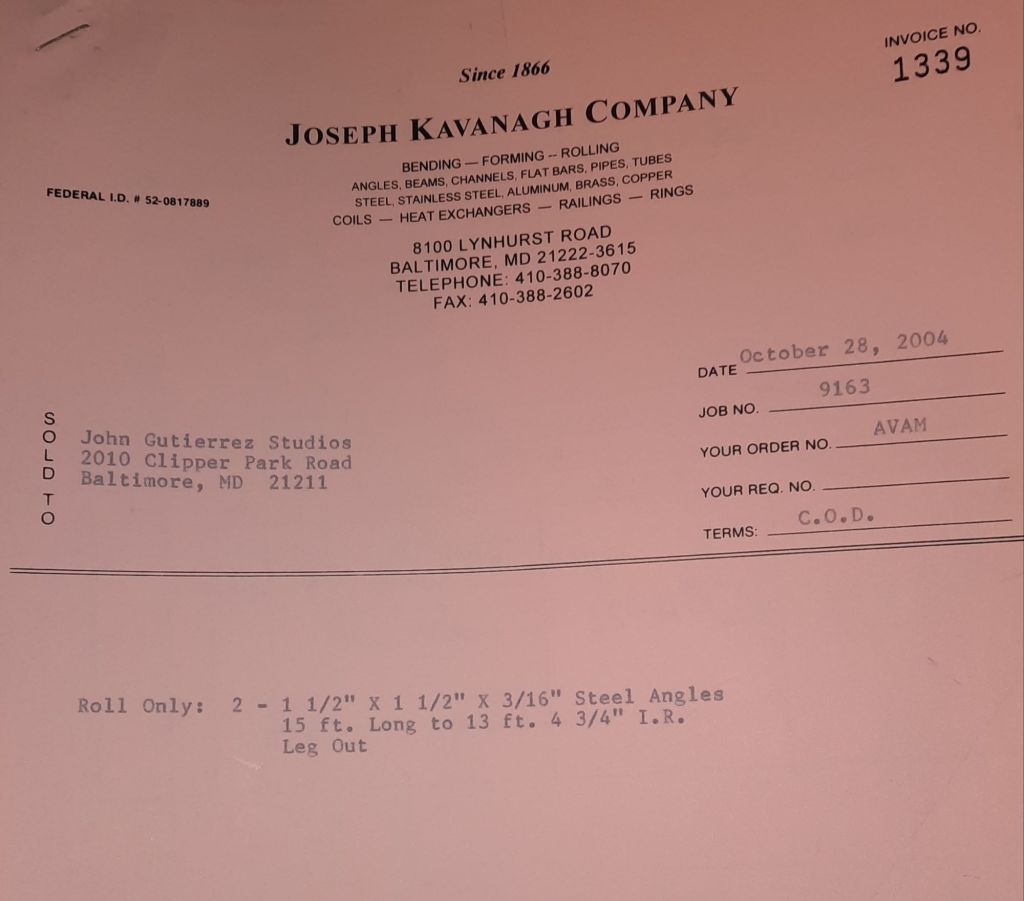 INVOICE NO.
1339
Since 1866
JOSEPH KAVANAGH COMPANY
BENDING — FORMING -- ROLLING
ANGLES, BEAMS, CHANNELS, FLAT BARS, PIPES, TUBES
STEEL, STAINLESS STEEL, ALUMINUM, BRASS, COPPER
COILS — HEAT EXCHANGERS — RAILINGS — RINGS
FEDERAL I.D. # 52-0817889
8100 LYNHURST ROAD
BALTIMORE, MD 21222-3615
TELEPHONE: 410-388-8070
FAX: 410-388-2602
DATE October 28, 2004
JOB NO. 9163
YOUR ORDER NO. AVAM
YOUR REQ. NO.
TERMS: C.O.D.
SOLD TO
John Gutierrez Studios
2010 Clipper Park Road
Baltimore, MD 21211
Roll Only: 2 - 1 1/2" X 1 1/2" X 3/16" Steel Angles
15 ft. Long to 13 ft. 4 3/4" I.R.
Leg Out